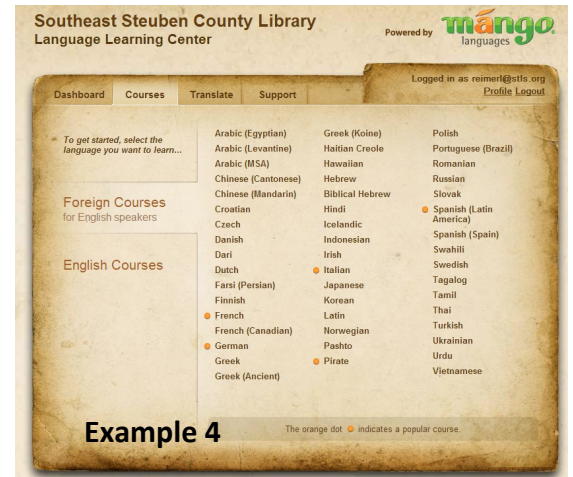 Southeast Steuben County Library
Language Learning Center
Powered by mango languages
Logged in as reimerl@stls.org
Profile Logout
Dashboard Courses Translate Support
To get started, select the
language you want to learn...
Foreign Courses
for English speakers
English Courses
Arabic (Egyptian)
Arabic (Levantine)
Arabic (MSA)
Chinese (Cantonese)
Chinese (Mandarin)
Croatian
Czech
Danish
Dari
Dutch
Farsi (Persian)
Finnish
French
French (Canadian)
German
Greek
Greek (Ancient)
Greek (Koine)
Haitian Creole
Hawaiian
Hebrew
Biblical Hebrew
Hindi
Icelandic
Indonesian
Irish
Italian
Japanese
Korean
Latin
Norwegian
Pashto
Pirate
Polish
Portuguese (Brazil)
Romanian
Russian
Slovak
Spanish (Latin
America)
Spanish (Spain)
Swahili
Swedish
Tagalog
Tamil
Thai
Turkish
Ukrainian
Urdu
Vietnamese
Example 4
The orange dot indicates a popular course.